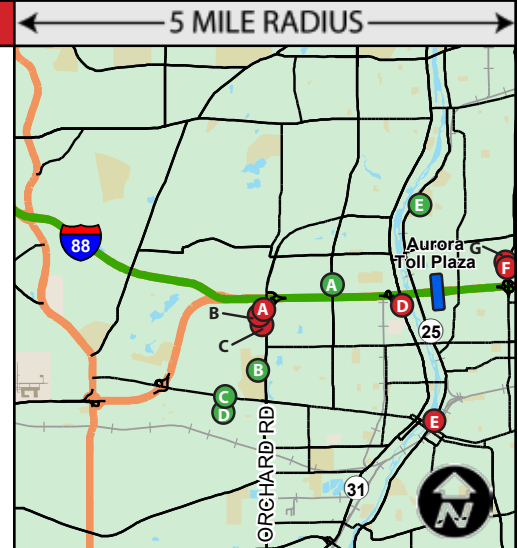 5 MILE RADIUS
E
Aurora
Toll Plaza
G
F
88
A
A
B
D
25
C
B
C
D
E
ORCHARD RD
31
N